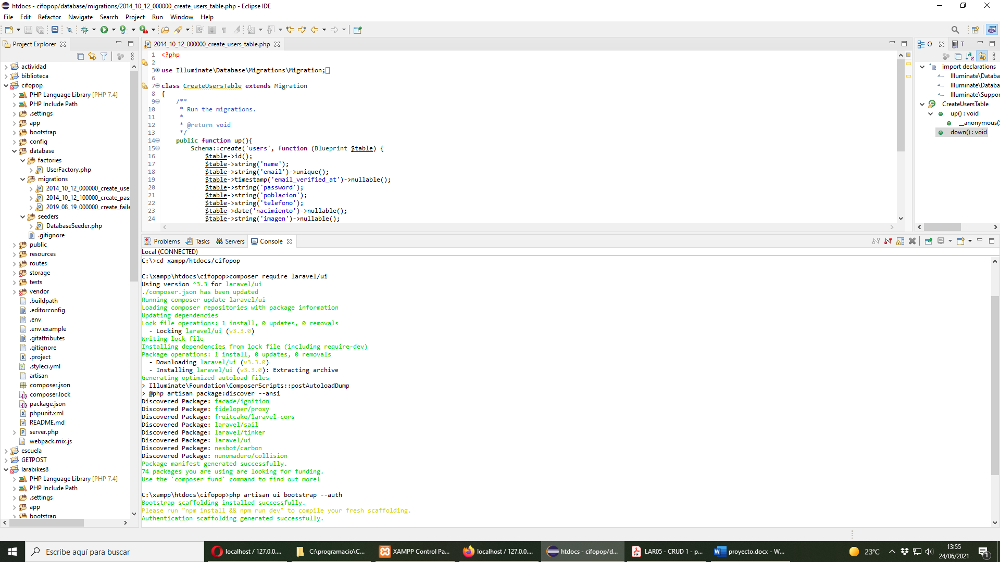 htdocs - cifopop/database/migrations/2014_10_12_000000_create_users_table.php - Eclipse IDE
File Edit Refactor Navigate Search Project Run Window Help
Project Explorer
actividad
biblioteca
cifopop
PHP Language Library [PHP 7.4]
PHP Include Path
.settings
app
bootstrap
config
database
factories
UserFactory.php
migrations
2014_10_12_000000_create_use
2014_10_12_100000_create_pas
2019_08_19_000000_create_faile
seeders
DatabaseSeeder.php
.gitignore
public
resources
routes
storage
tests
vendor
.buildpath
.editorconfig
.env
.env.example
.gitattributes
.gitignore
.project
.styleci.yml
artisan
composer.json
composer.lock
package.json
phpunit.xml
README.md
server.php
webpack.mix.js
escuela
GETPOST
larabikes8
PHP Language Library [PHP 7.4]
PHP Include Path
.settings
app
bootstrap
2014_10_12_000000_create_users_table.php
1 <?php
2
3 use Illuminate\Database\Migrations\Migration;
6
7 class CreateUsersTable extends Migration
8 {
9 /**
10 * Run the migrations.
11 *
12 * @return void
13 */
14 public function up(){
15 Schema::create('users', function (Blueprint $table) {
16 $table->id();
17 $table->string('name');
18 $table->string('email')->unique();
19 $table->timestamp('email_verified_at')->nullable();
20 $table->string('password');
21 $table->string('poblacion');
22 $table->string('telefono');
23 $table->date('nacimiento')->nullable();
24 $table->string('imagen')->nullable();
O T
import declarations
Illuminate\Databa
Illuminate\Databa
Illuminate\Suppor
CreateUsersTable
up() : void
__anonymous(S
down() : void
Problems Tasks Servers Console
Local (CONNECTED)
C:\>cd xampp/htdocs/cifopop
C:\xampp\htdocs\cifopop>composer require laravel/ui
Using version ^3.3 for laravel/ui
./composer.json has been updated
Running composer update laravel/ui
Loading composer repositories with package information
Updating dependencies
Lock file operations: 1 install, 0 updates, 0 removals
- Locking laravel/ui (v3.3.0)
Writing lock file
Installing dependencies from lock file (including require-dev)
Package operations: 1 install, 0 updates, 0 removals
- Downloading laravel/ui (v3.3.0)
- Installing laravel/ui (v3.3.0): Extracting archive
Generating optimized autoload files
> Illuminate\Foundation\ComposerScripts::postAutoloadDump
> @php artisan package:discover --ansi
Discovered Package: facade/ignition
Discovered Package: fideloper/proxy
Discovered Package: fruitcake/laravel-cors
Discovered Package: laravel/sail
Discovered Package: laravel/tinker
Discovered Package: laravel/ui
Discovered Package: nesbot/carbon
Discovered Package: nunomaduro/collision
Package manifest generated successfully.
74 packages you are using are looking for funding.
Use the `composer fund` command to find out more!
C:\xampp\htdocs\cifopop>php artisan ui bootstrap --auth
Bootstrap scaffolding installed successfully.
Please run "npm install && npm run dev" to compile your fresh scaffolding.
Authentication scaffolding generated successfully.
Escribe aquí para buscar
localhost / 127.0.0....
C:\programacio\C...
XAMPP Control Pa...
localhost / 127.0.0....
htdocs - cifopop/d...
LAR05 - CRUD 1 - p...
proyecto.docx - W...
23°C
13:55
24/06/2021
1